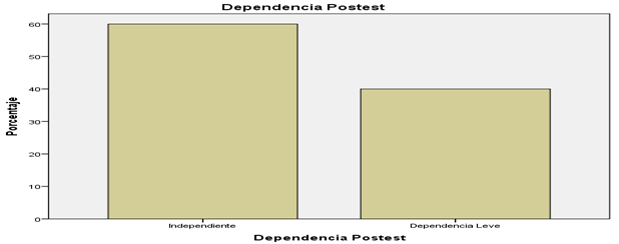 Dependencia Postest
Porcentaje
60
50
40
30
20
10
0
Independiente
Dependencia Leve
Dependencia Postest